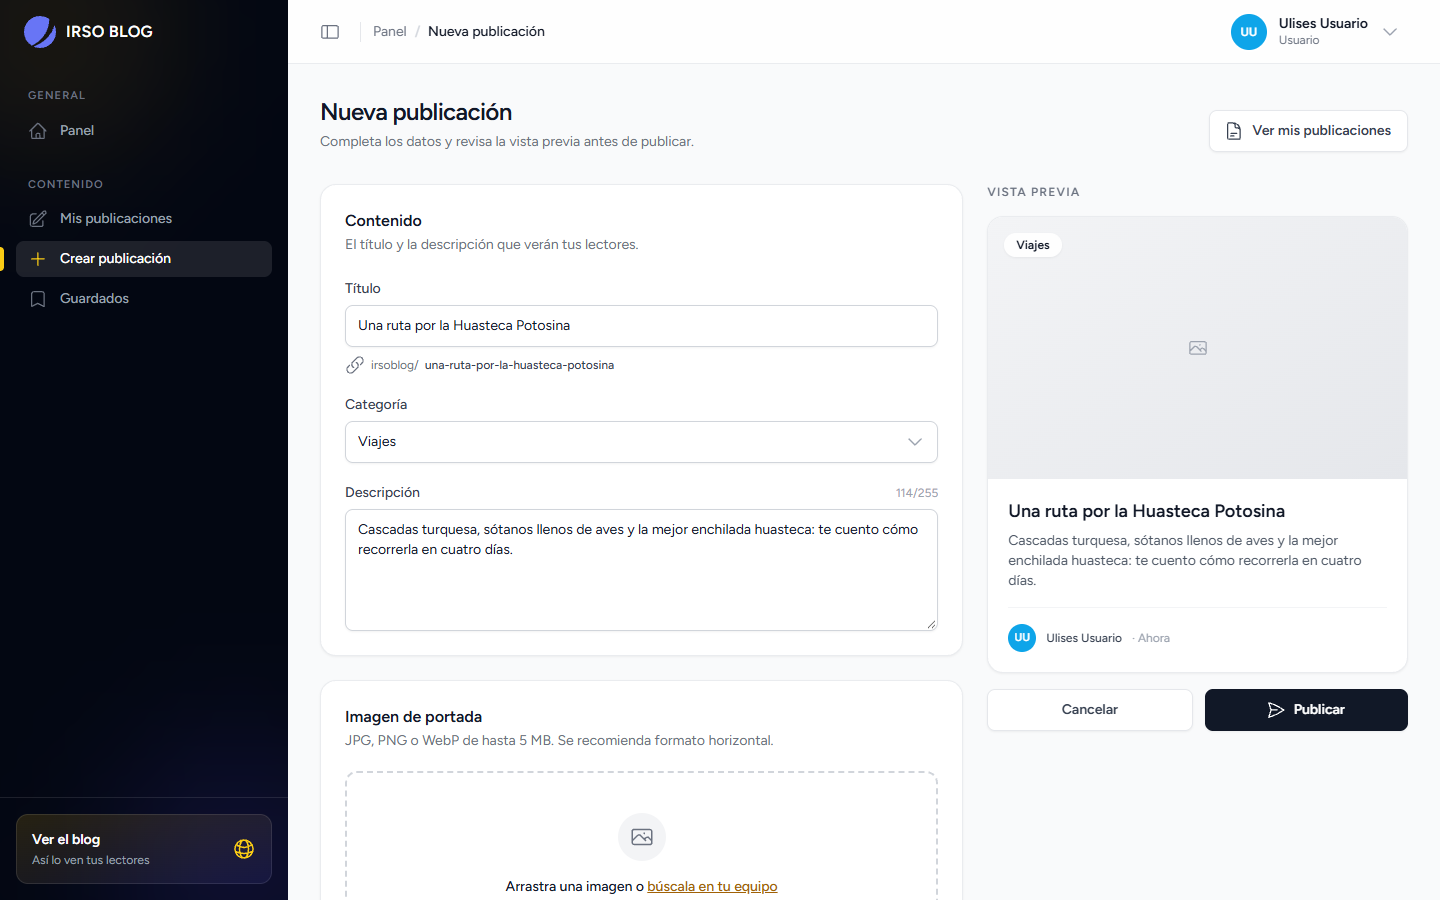 IRSO BLOG
GENERAL
Panel
CONTENIDO
Mis publicaciones
Crear publicación
Guardados
Ver el blog
Así lo ven tus lectores
Panel / Nueva publicación
UU
Ulises Usuario
Usuario
Nueva publicación
Completa los datos y revisa la vista previa antes de publicar.
Ver mis publicaciones
Contenido
El título y la descripción que verán tus lectores.
Título
Una ruta por la Huasteca Potosina
irsoblog/ una-ruta-por-la-huasteca-potosina
Categoría
Viajes
Descripción 114/255
Cascadas turquesa, sótanos llenos de aves y la mejor enchilada huasteca: te cuento cómo
recorrerla en cuatro días.
Imagen de portada
JPG, PNG o WebP de hasta 5 MB. Se recomienda formato horizontal.
Arrastra una imagen o búscala en tu equipo
VISTA PREVIA
Viajes
Una ruta por la Huasteca Potosina
Cascadas turquesa, sótanos llenos de aves y la mejor
enchilada huasteca: te cuento cómo recorrerla en cuatro
días.
UU Ulises Usuario · Ahora
Cancelar
Publicar